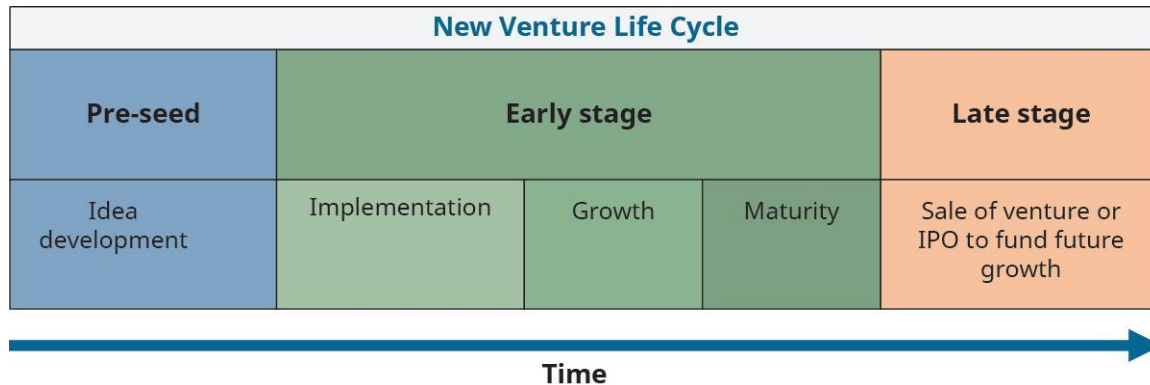 New Venture Life Cycle
Pre-seed
Early stage
Late stage
Idea
development
Implementation
Growth
Maturity
Sale of venture or
IPO to fund future
growth
Time